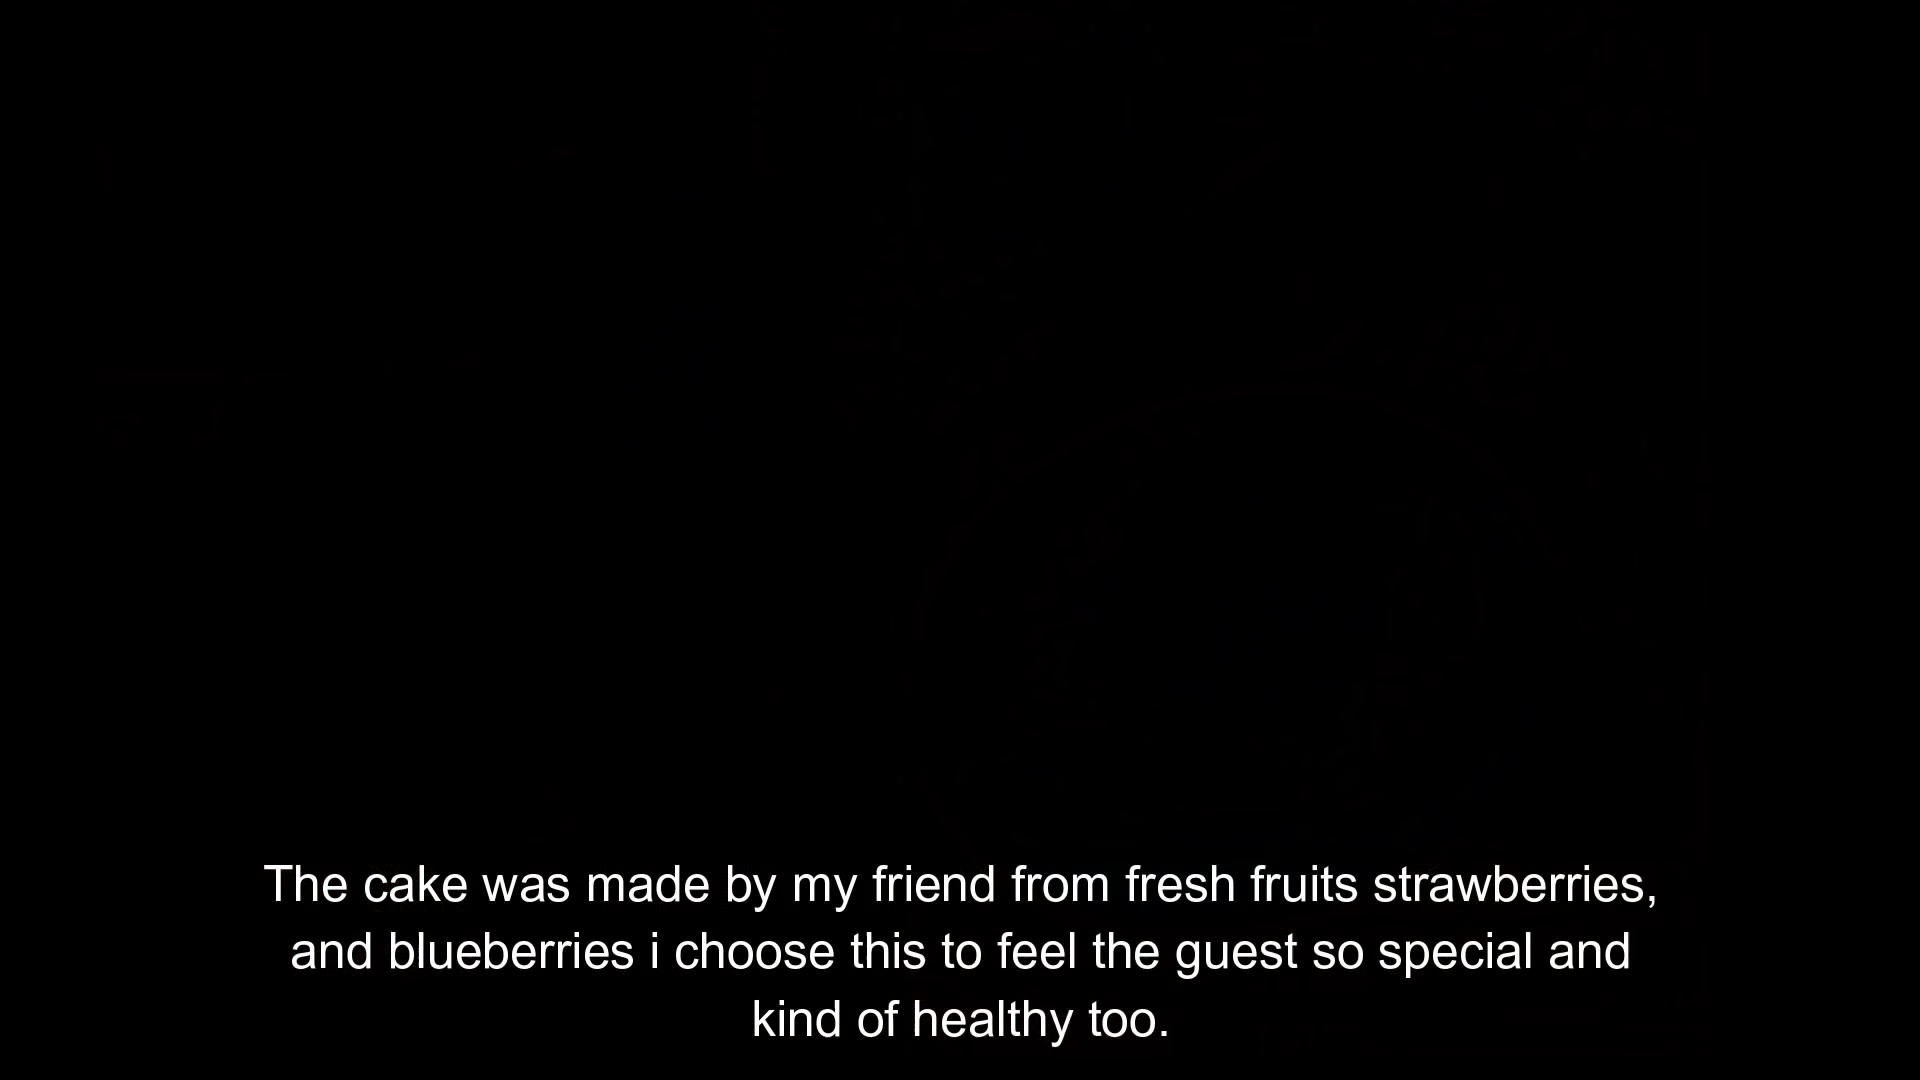 The cake was made by my friend from fresh fruits strawberries,
and blueberries i choose this to feel the guest so special and
kind of healthy too.